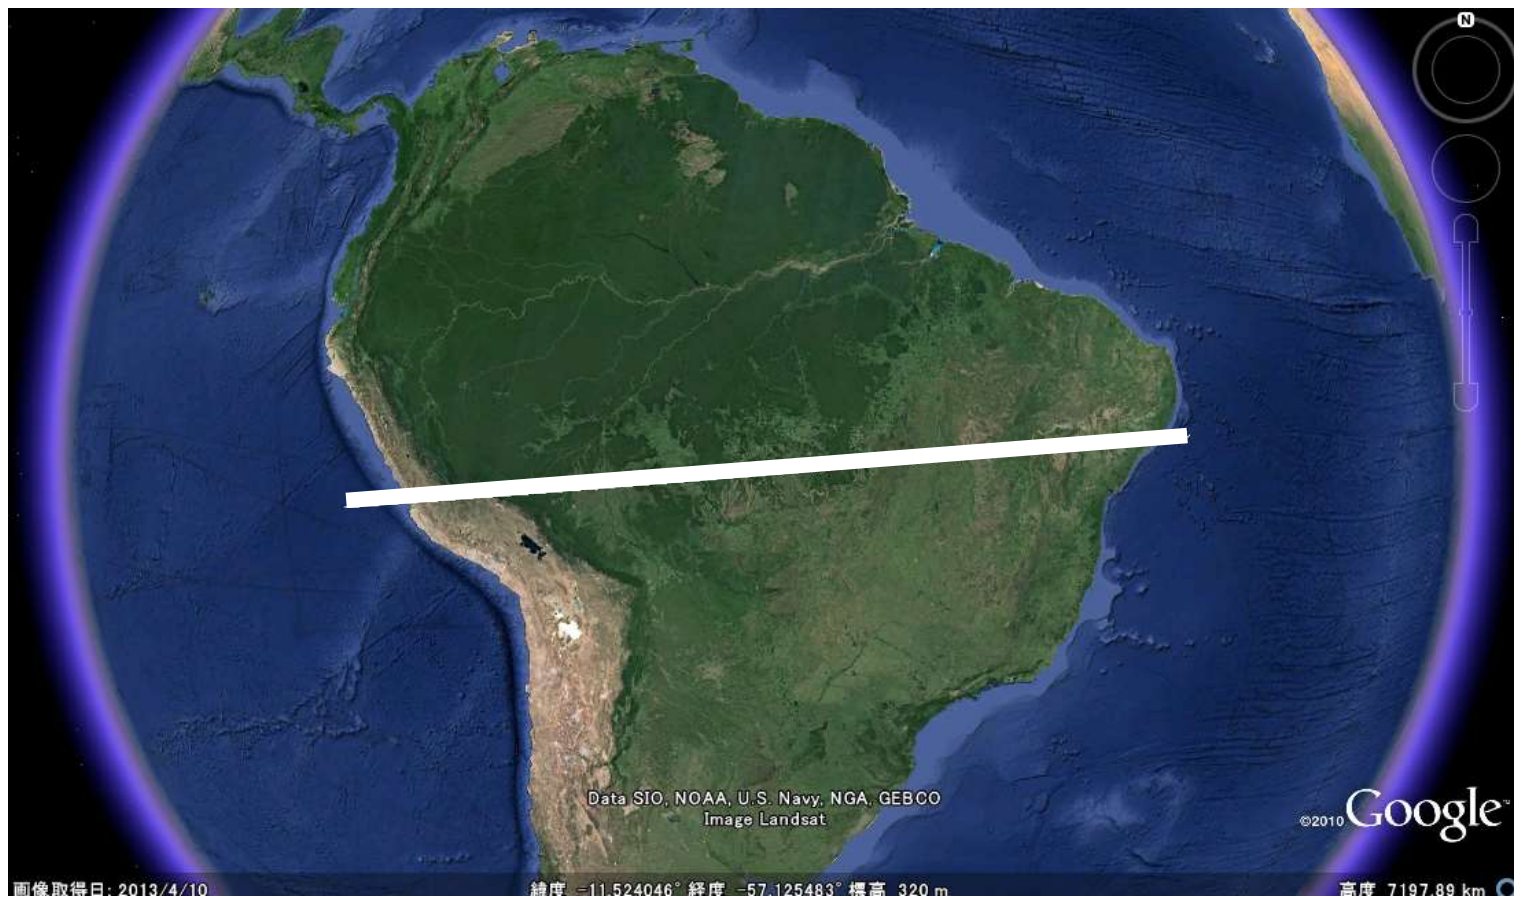 N
Data SIO, NOAA, U.S. Navy, NGA, GEBCO
Image Landsat
©2010 Google™
画像取得日: 2013/4/10 緯度 -11.524046° 経度 -57.125483° 標高 320 m 高度 7197.89 km